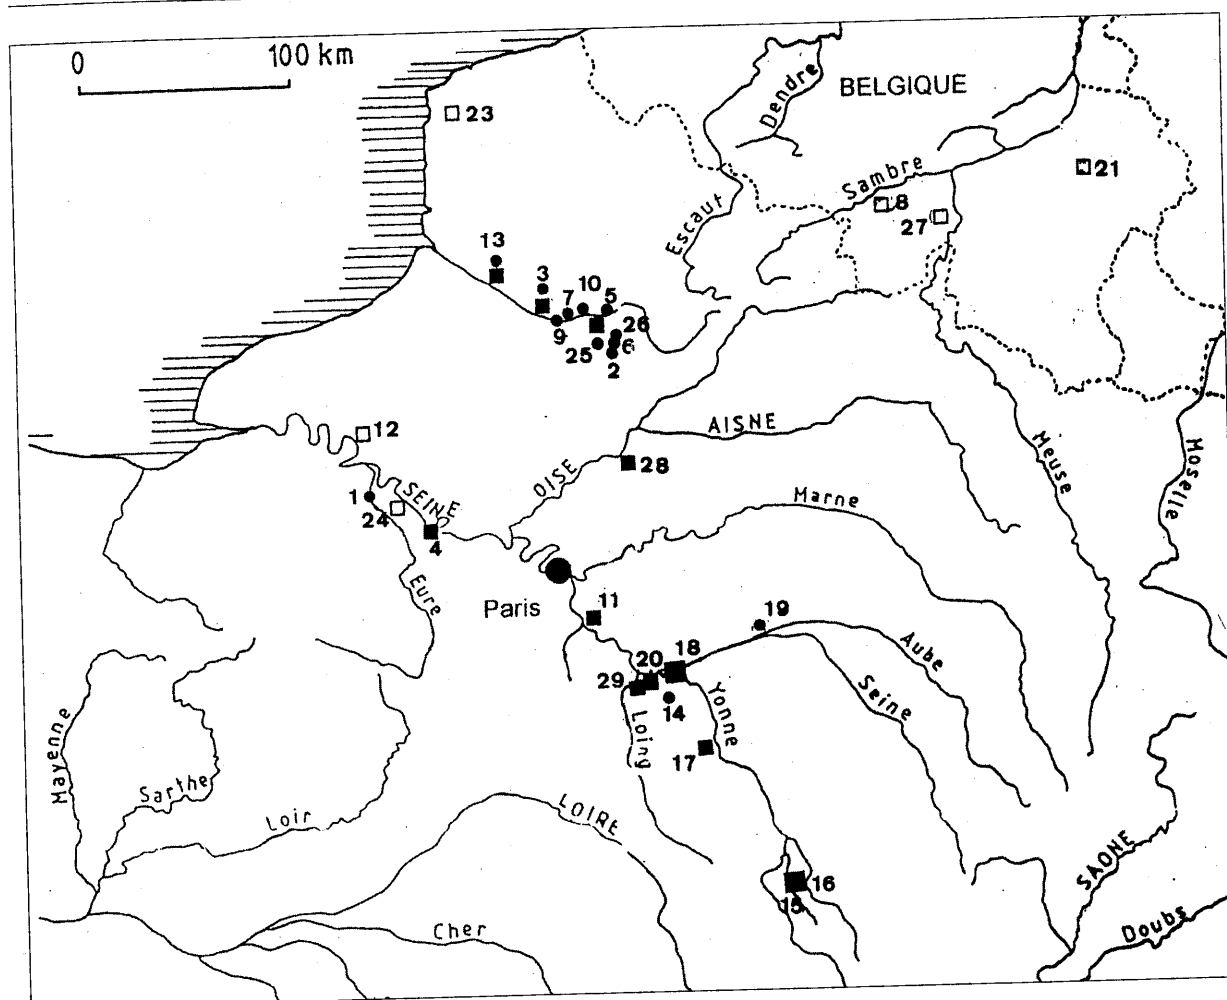 0 100 km
BELGIQUE
Dendre
23
21
Sambre
8
27
Escaut
13
3
10
7
5
9
26
25
6
2
12
AISNE
Meuse
Moselle
28
OISE
1
SEINE
24
Marne
4
Eure
Paris
11
19
Aube
18
20
29
14
Yonne
Seine
Loing
17
Mayenne
Sarthe
Loir
LOIRE
SAONE
16
15
Doubs
Cher